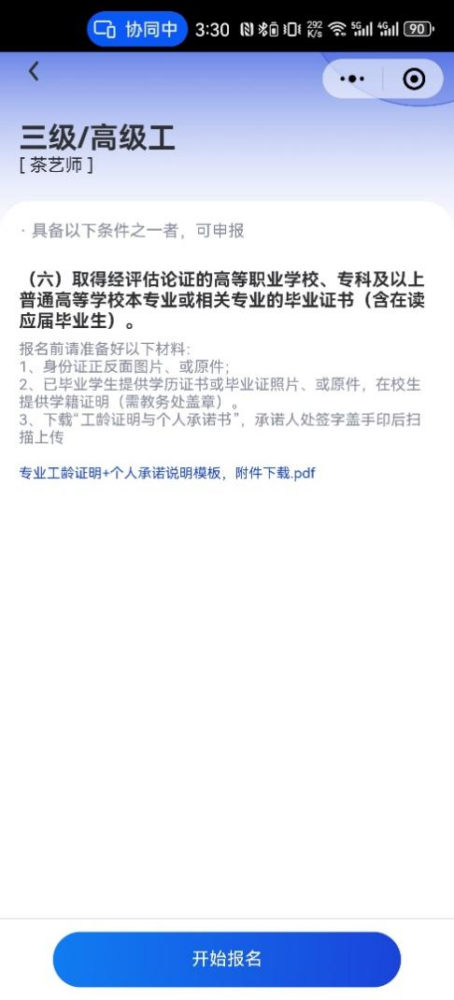 协同中 3:30 292 K/s 5G 4G 90
三级/高级工
[ 茶艺师 ]
· 具备以下条件之一者，可申报
（六）取得经评估论证的高等职业学校、专科及以上
普通高等学校本专业或相关专业的毕业证书（含在读
应届毕业生）。
报名前请准备好以下材料:
1、身份证正反面图片、或原件;
2、已毕业学生提供学历证书或毕业证照片、或原件，在校生
提供学籍证明（需教务处盖章）。
3、下载“工龄证明与个人承诺书”，承诺人处签字盖手印后扫
描上传
专业工龄证明+个人承诺说明模板，附件下载.pdf
开始报名